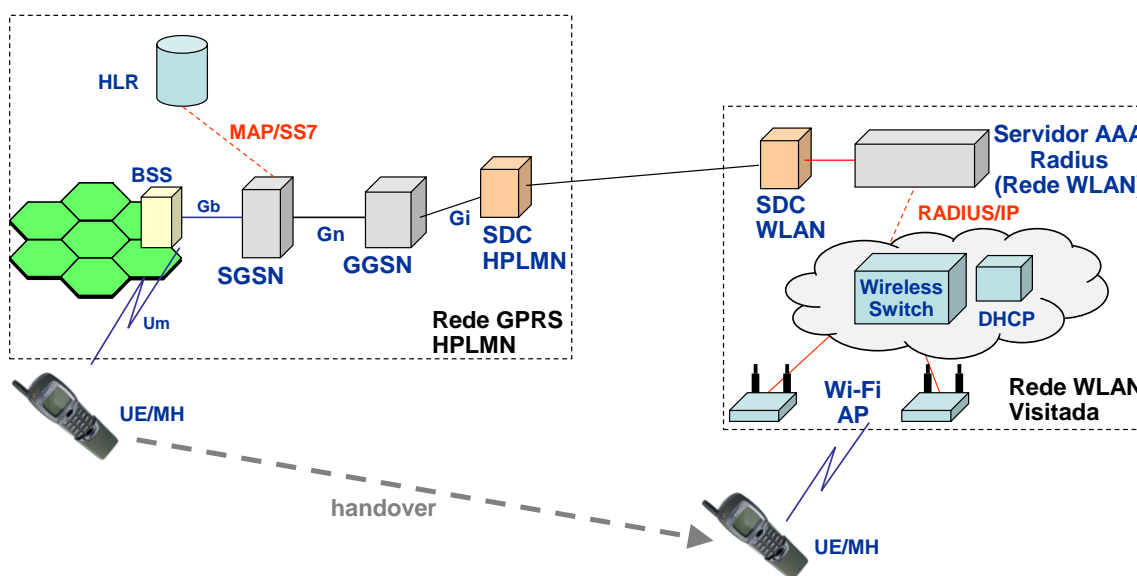 HLR
MAP/SS7
BSS
Gb
Gn
Gi
SGSN
GGSN
SDC
HPLMN
Um
Rede GPRS
HPLMN
UE/MH
handover
Servidor AAA
Radius
(Rede WLAN)
SDC
WLAN
RADIUS/IP
Wireless
Switch
DHCP
Wi-Fi
AP
Rede WLAN
Visitada
UE/MH